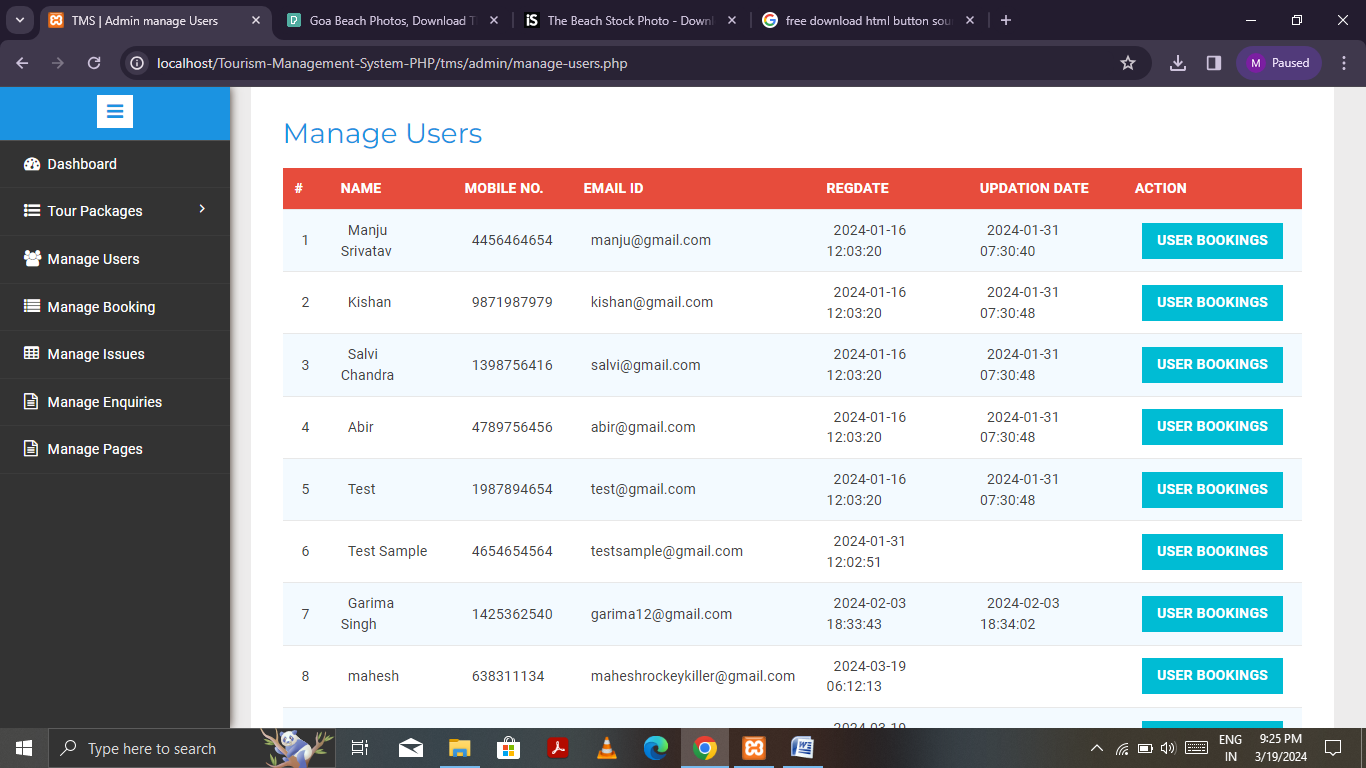 TMS | Admin manage Users
Goa Beach Photos, Download T
iS The Beach Stock Photo - Downl
free download html button sour
localhost/Tourism-Management-System-PHP/tms/admin/manage-users.php
M Paused
Dashboard
Tour Packages
Manage Users
Manage Booking
Manage Issues
Manage Enquiries
Manage Pages
Manage Users
# NAME MOBILE NO. EMAIL ID REGDATE UPDATION DATE ACTION
1 Manju Srivatav 4456464654 manju@gmail.com 2024-01-16 12:03:20 2024-01-31 07:30:40 USER BOOKINGS
2 Kishan 9871987979 kishan@gmail.com 2024-01-16 12:03:20 2024-01-31 07:30:48 USER BOOKINGS
3 Salvi Chandra 1398756416 salvi@gmail.com 2024-01-16 12:03:20 2024-01-31 07:30:48 USER BOOKINGS
4 Abir 4789756456 abir@gmail.com 2024-01-16 12:03:20 2024-01-31 07:30:48 USER BOOKINGS
5 Test 1987894654 test@gmail.com 2024-01-16 12:03:20 2024-01-31 07:30:48 USER BOOKINGS
6 Test Sample 4654654564 testsample@gmail.com 2024-01-31 12:02:51 USER BOOKINGS
7 Garima Singh 1425362540 garima12@gmail.com 2024-02-03 18:33:43 2024-02-03 18:34:02 USER BOOKINGS
8 mahesh 638311134 maheshrockeykiller@gmail.com 2024-03-19 06:12:13 USER BOOKINGS
2024-03-19
Type here to search
ENG
IN
9:25 PM
3/19/2024